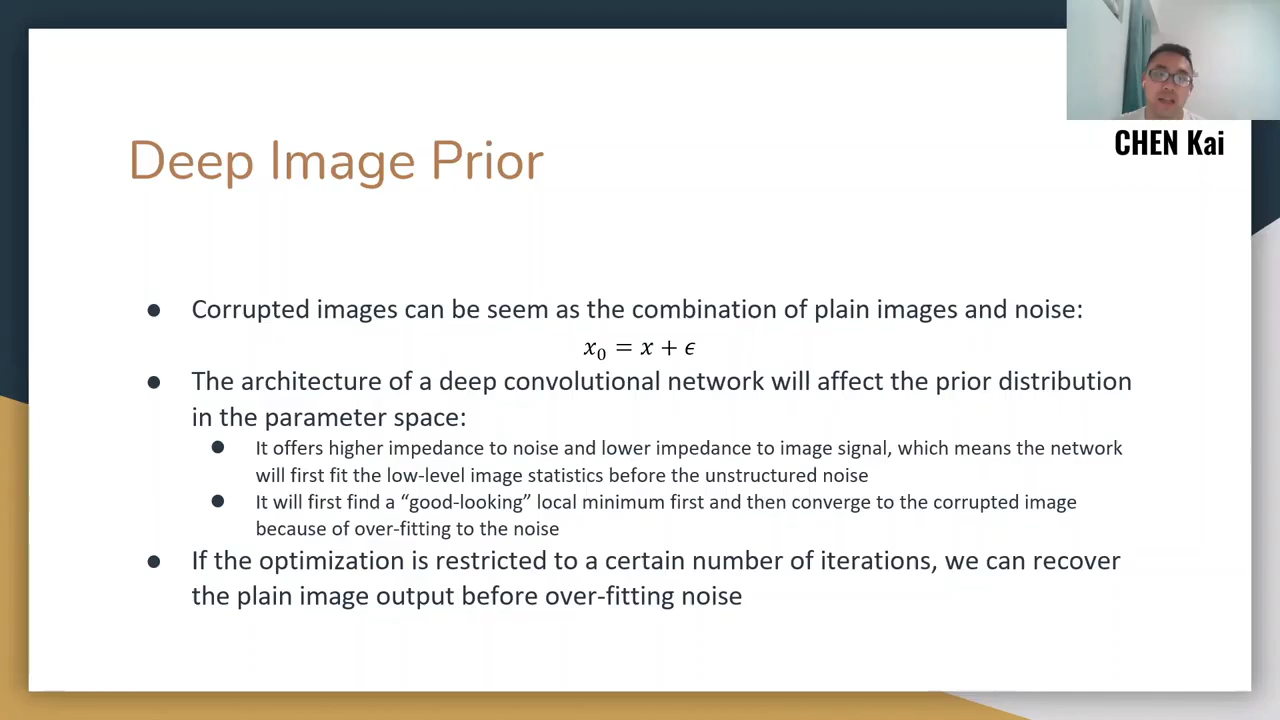 CHEN Kai
Deep Image Prior
● Corrupted images can be seem as the combination of plain images and noise:
x₀ = x + ϵ
● The architecture of a deep convolutional network will affect the prior distribution
in the parameter space:
● It offers higher impedance to noise and lower impedance to image signal, which means the network
will first fit the low-level image statistics before the unstructured noise
● It will first find a “good-looking” local minimum first and then converge to the corrupted image
because of over-fitting to the noise
● If the optimization is restricted to a certain number of iterations, we can recover
the plain image output before over-fitting noise